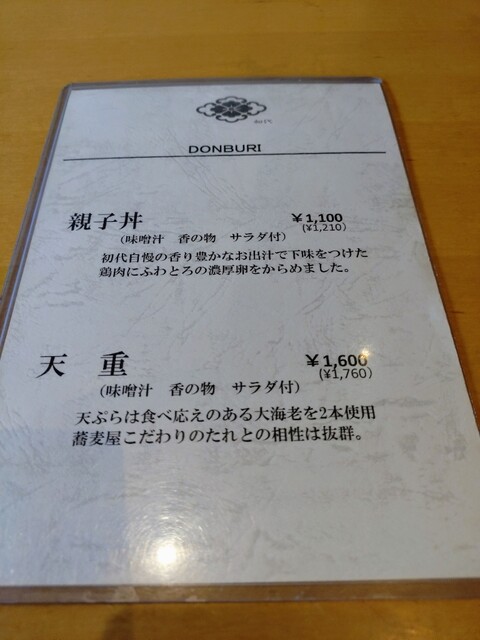 初代
DONBURI
親子丼 ￥1,100
(¥1,210)
（味噌汁 香の物 サラダ付）
初代自慢の香り豊かなお出汁で下味をつけた
鶏肉にふわとろの濃厚卵をからめました。
天 重 ￥1,600
(¥1,760)
（味噌汁 香の物 サラダ付）
天ぷらは食べ応えのある大海老を2本使用
蕎麦屋こだわりのたれとの相性は抜群。